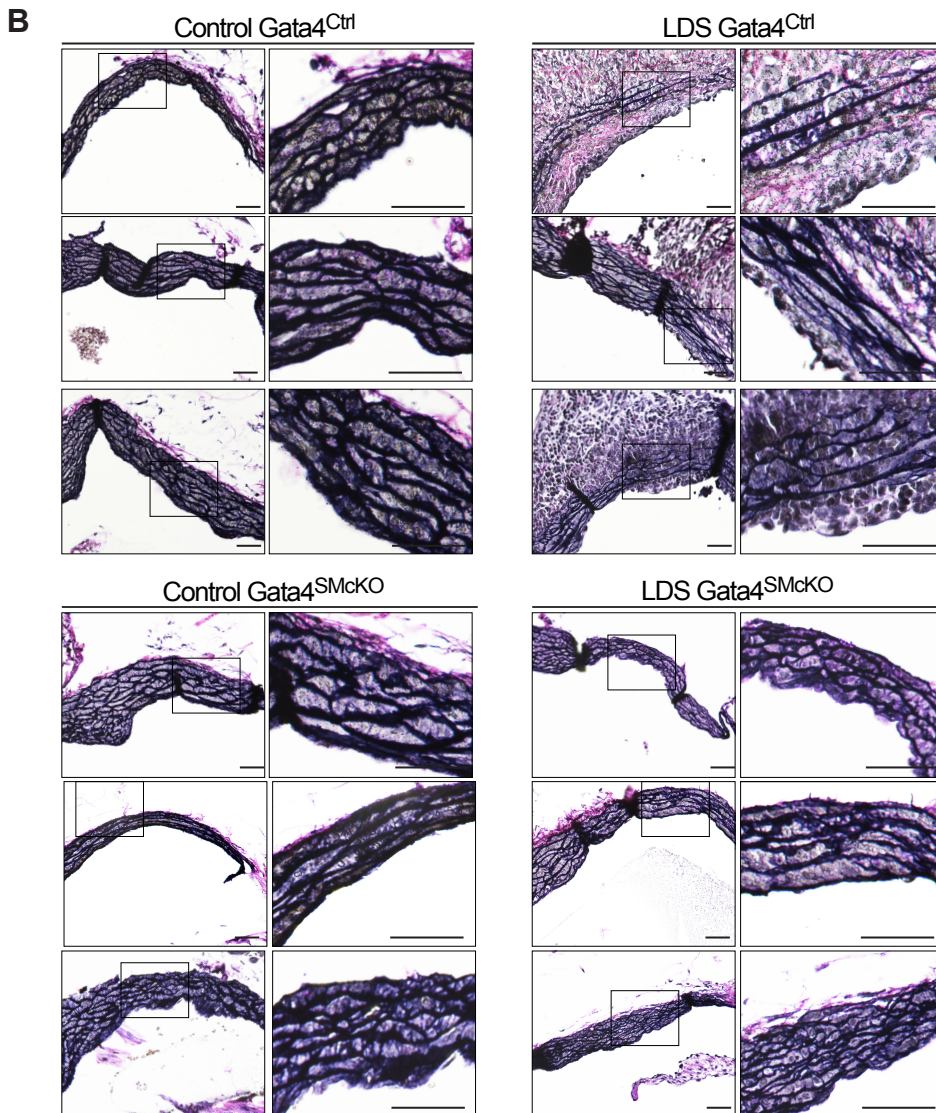 B
Control Gata4Ctrl
LDS Gata4Ctrl
Control Gata4SMcKO
LDS Gata4SMcKO